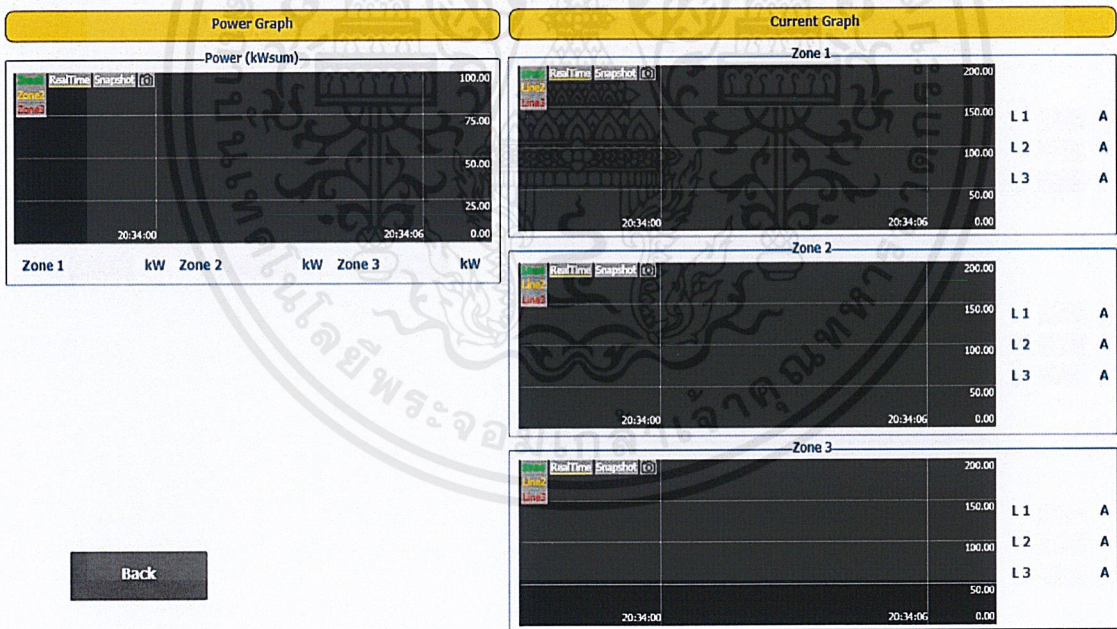 Power Graph
Power (kWsum)
RealTime Snapshot
Zone2
Zone3
100.00
75.00
50.00
25.00
0.00
20:34:00 20:34:06
Zone 1 kW Zone 2 kW Zone 3 kW
Back
Current Graph
Zone 1
RealTime Snapshot
Line2
Line3
200.00
150.00
100.00
50.00
0.00
20:34:00 20:34:06
L 1 A
L 2 A
L 3 A
Zone 2
RealTime Snapshot
Line2
Line3
200.00
150.00
100.00
50.00
0.00
20:34:00 20:34:06
L 1 A
L 2 A
L 3 A
Zone 3
RealTime Snapshot
Line2
Line3
200.00
150.00
100.00
50.00
0.00
20:34:00 20:34:06
L 1 A
L 2 A
L 3 A